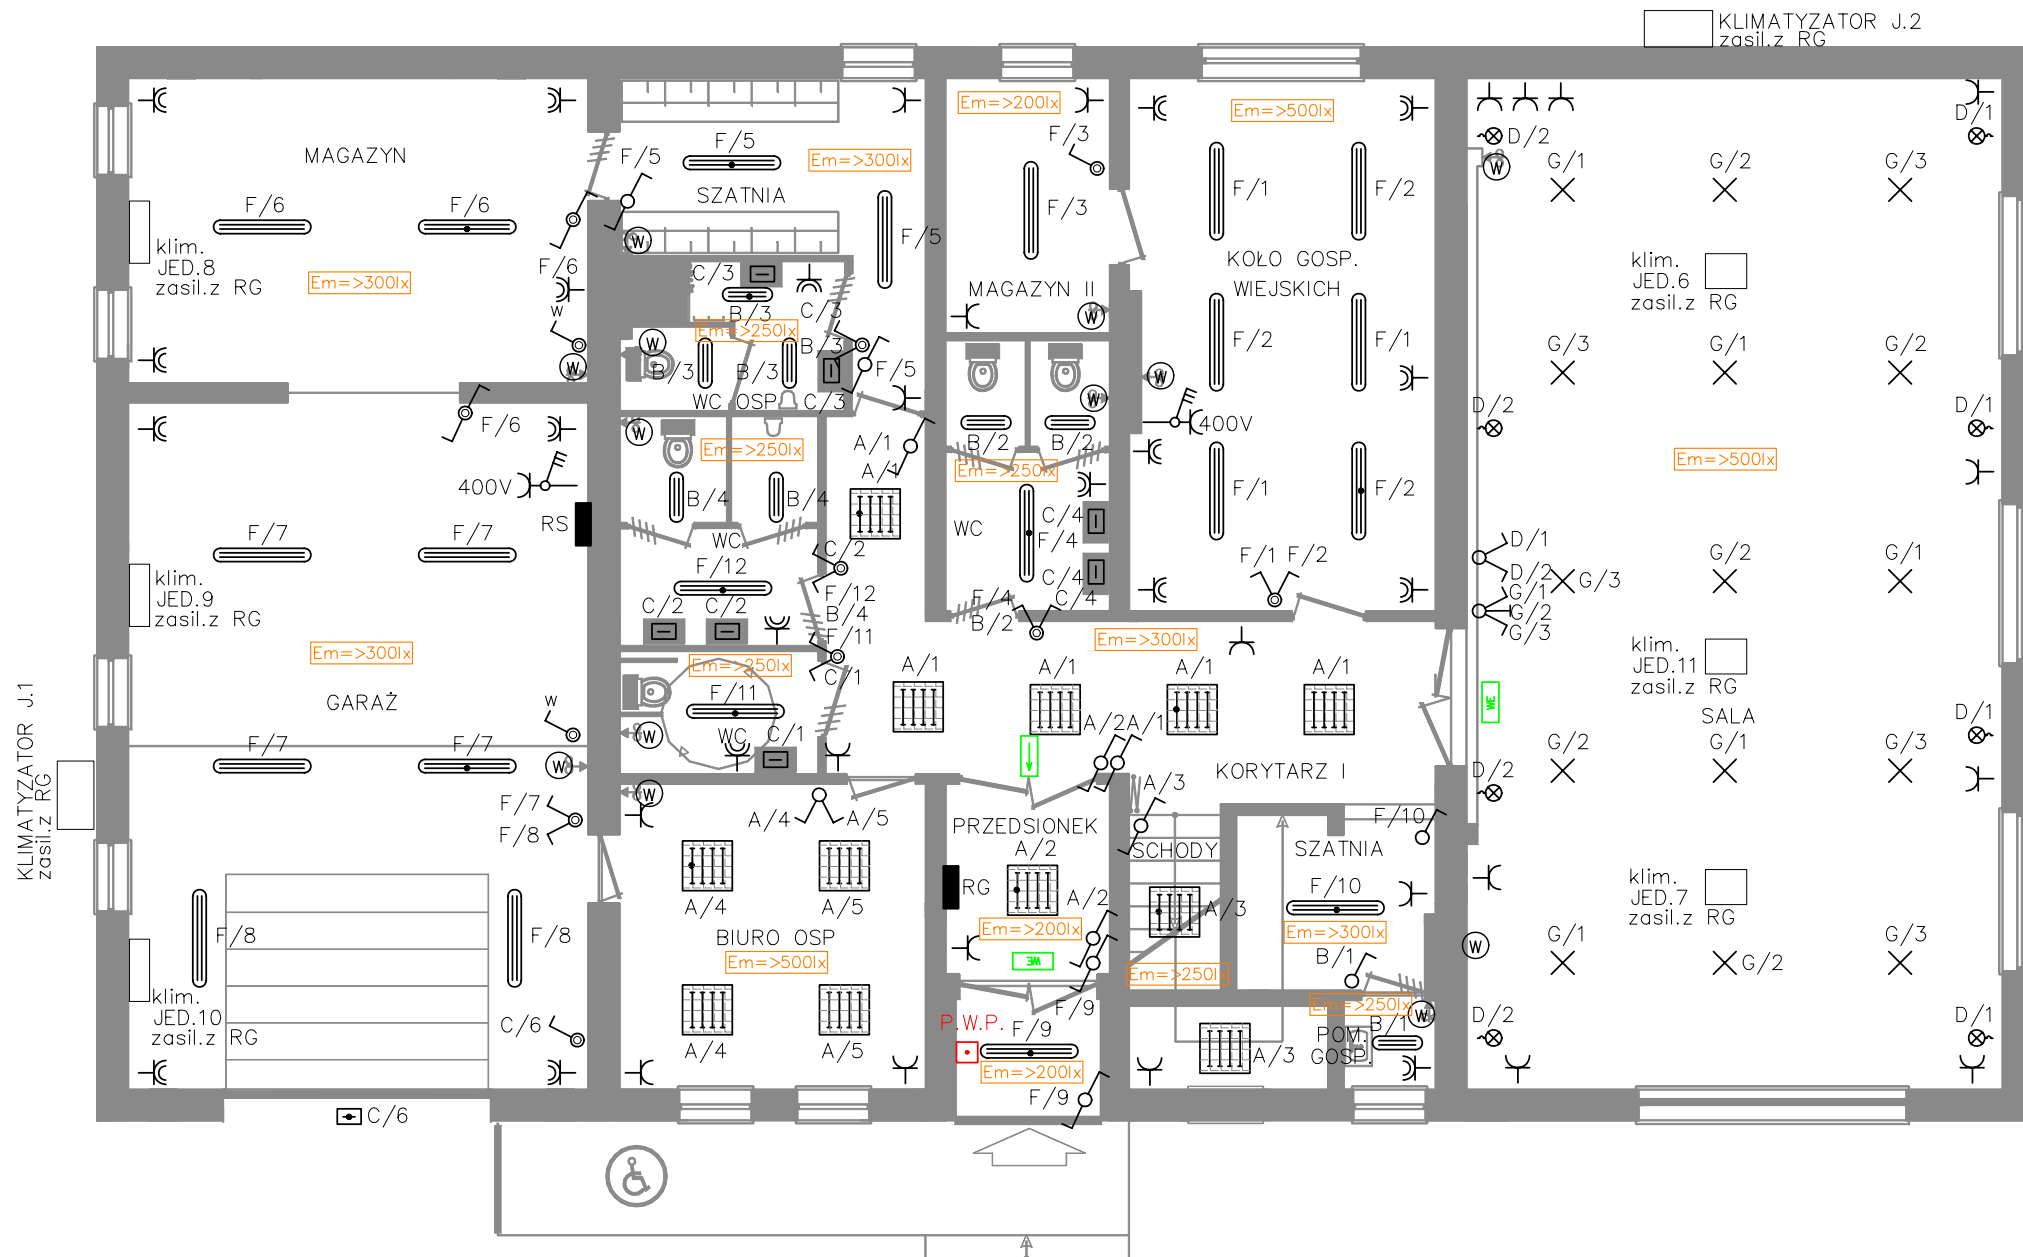 KLIMATYZATOR J.2
zasil.z RG
MAGAZYN
F/6
F/6
klim.
JED.8
zasil.z RG
Em=>300lx
F/6
w
W
F/5
F/5
Em=>300lx
SZATNIA
F/5
W
C/3
B/3
C/3
Em=>250lx
B/3
W
B/3
B/3
F/5
WC OSP
C/3
Em=>200lx
F/3
F/3
MAGAZYN II
W
Em=>500lx
F/1
F/2
KOŁO GOSP.
WIEJSKICH
F/2
F/1
W
400V
F/1
F/2
F/1
F/2
D/2
D/1
W
G/1
G/2
G/3
klim.
JED.6
zasil.z RG
G/3
G/1
G/2
D/2
D/1
Em=>500lx
D/1
D/2
G/1
G/2
G/3
G/3
G/2
G/1
klim.
JED.11
zasil.z RG
SALA
D/1
G/2
G/1
G/3
D/2
klim.
JED.7
zasil.z RG
G/1
G/2
G/3
W
D/2
D/1
F/6
400V
RS
F/7
F/7
klim.
JED.9
zasil.z RG
Em=>300lx
GARAŻ
w
F/7
F/7
W
F/7
F/8
KLIMATYZATOR J.1
zasil.z RG
F/8
F/8
klim.
JED.10
zasil.z RG
C/6
C/6
W
Em=>250lx
A/1
A/1
B/4
B/4
WC
C/2
F/12
F/12
B/4
C/2
C/2
F/11
C/1
Em=>250lx
F/11
WC
C/1
W
W
B/2
B/2
W
Em=>250lx
WC
C/4
F/4
C/4
F/4
C/4
B/2
Em=>300lx
A/1
A/1
A/1
A/1
A/2
A/1
WE
KORYTARZ I
A/3
A/4
A/5
A/4
A/5
BIURO OSP
Em=>500lx
A/4
A/5
PRZEDSIONEK
A/2
RG
A/2
Em=>200lx
WE
F/9
P.W.P.
F/9
Em=>200lx
F/9
SCHODY
A/3
Em=>250lx
A/3
F/10
SZATNIA
F/10
Em=>300lx
B/1
Em=>250lx
W
POM.
GOSP.
B/1